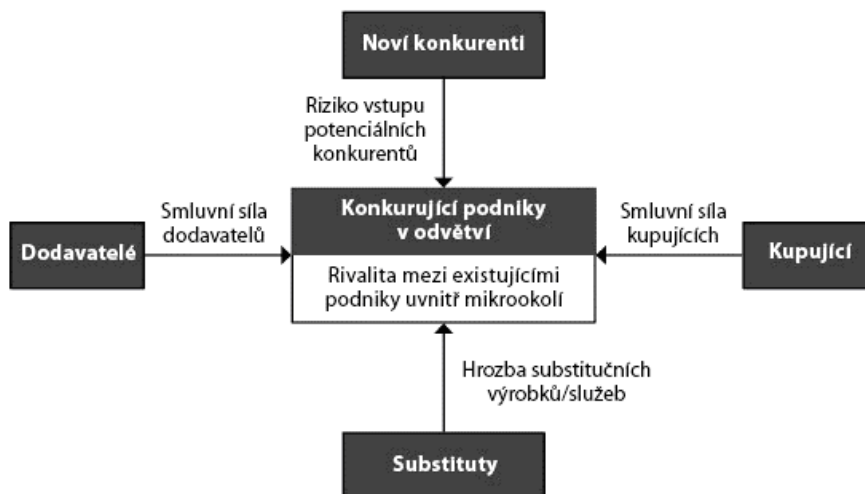 Noví konkurenti
Riziko vstupu
potenciálních
konkurentů
Dodavatelé
Smluvní síla
dodavatelů
Konkurující podniky
v odvětví
Rivalita mezi existujícími
podniky uvnitř mikrookolí
Smluvní síla
kupujících
Kupující
Hrozba substitučních
výrobků/služeb
Substituty